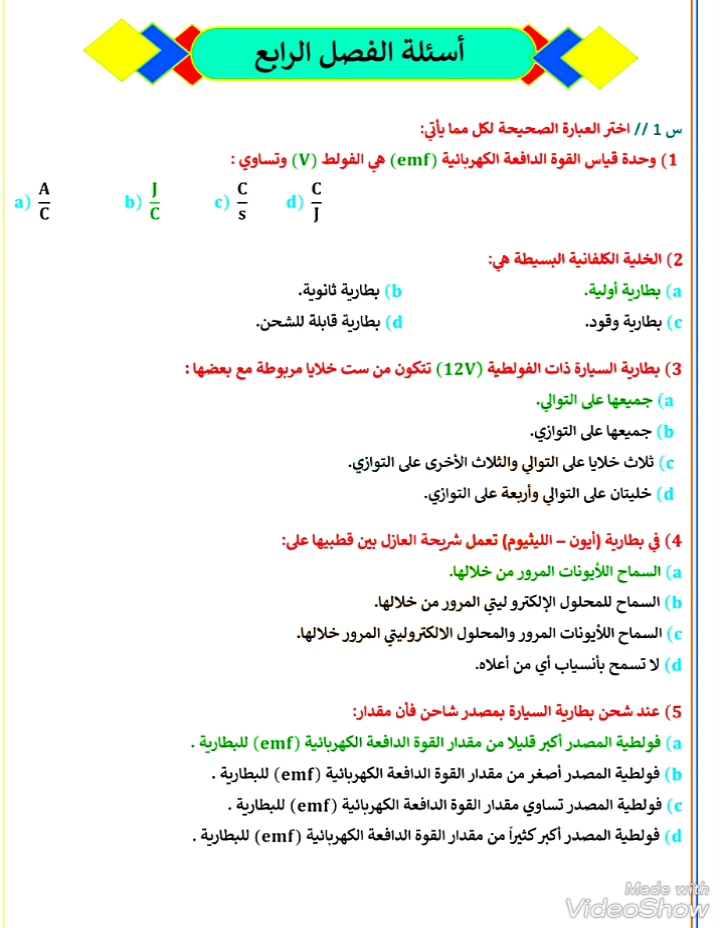 أسئلة الفصل الرابع
س 1 // اختر العبارة الصحيحة لكل مما يأتي:
1) وحدة قياس القوة الدافعة الكهربائية (emf) هي الفولط (V) وتساوي :
a) A/C b) J/C c) C/s d) C/J
2) الخلية الكلفانية البسيطة هي:
a) بطارية أولية. b) بطارية ثانوية.
c) بطارية وقود. d) بطارية قابلة للشحن.
3) بطارية السيارة ذات الفولطية (12V) تتكون من ست خلايا مربوطة مع بعضها :
a) جميعها على التوالي.
b) جميعها على التوازي.
c) ثلاث خلايا على التوالي والثلاث الأخرى على التوازي.
d) خليتان على التوالي وأربعة على التوازي.
4) في بطارية (أيون – الليثيوم) تعمل شريحة العازل بين قطبيها على:
a) السماح اللأيونات المرور من خلالها.
b) السماح للمحلول الإلكترو ليتي المرور من خلالها.
c) السماح اللأيونات المرور والمحلول الالكتروليتي المرور خلالها.
d) لا تسمح بأنسياب أي من أعلاه.
5) عند شحن بطارية السيارة بمصدر شاحن فأن مقدار:
a) فولطية المصدر أكبر قليلا من مقدار القوة الدافعة الكهربائية (emf) للبطارية .
b) فولطية المصدر أصغر من مقدار القوة الدافعة الكهربائية (emf) للبطارية .
c) فولطية المصدر تساوي مقدار القوة الدافعة الكهربائية (emf) للبطارية .
d) فولطية المصدر أكبر كثيراً من مقدار القوة الدافعة الكهربائية (emf) للبطارية .
Made with
VideoShow